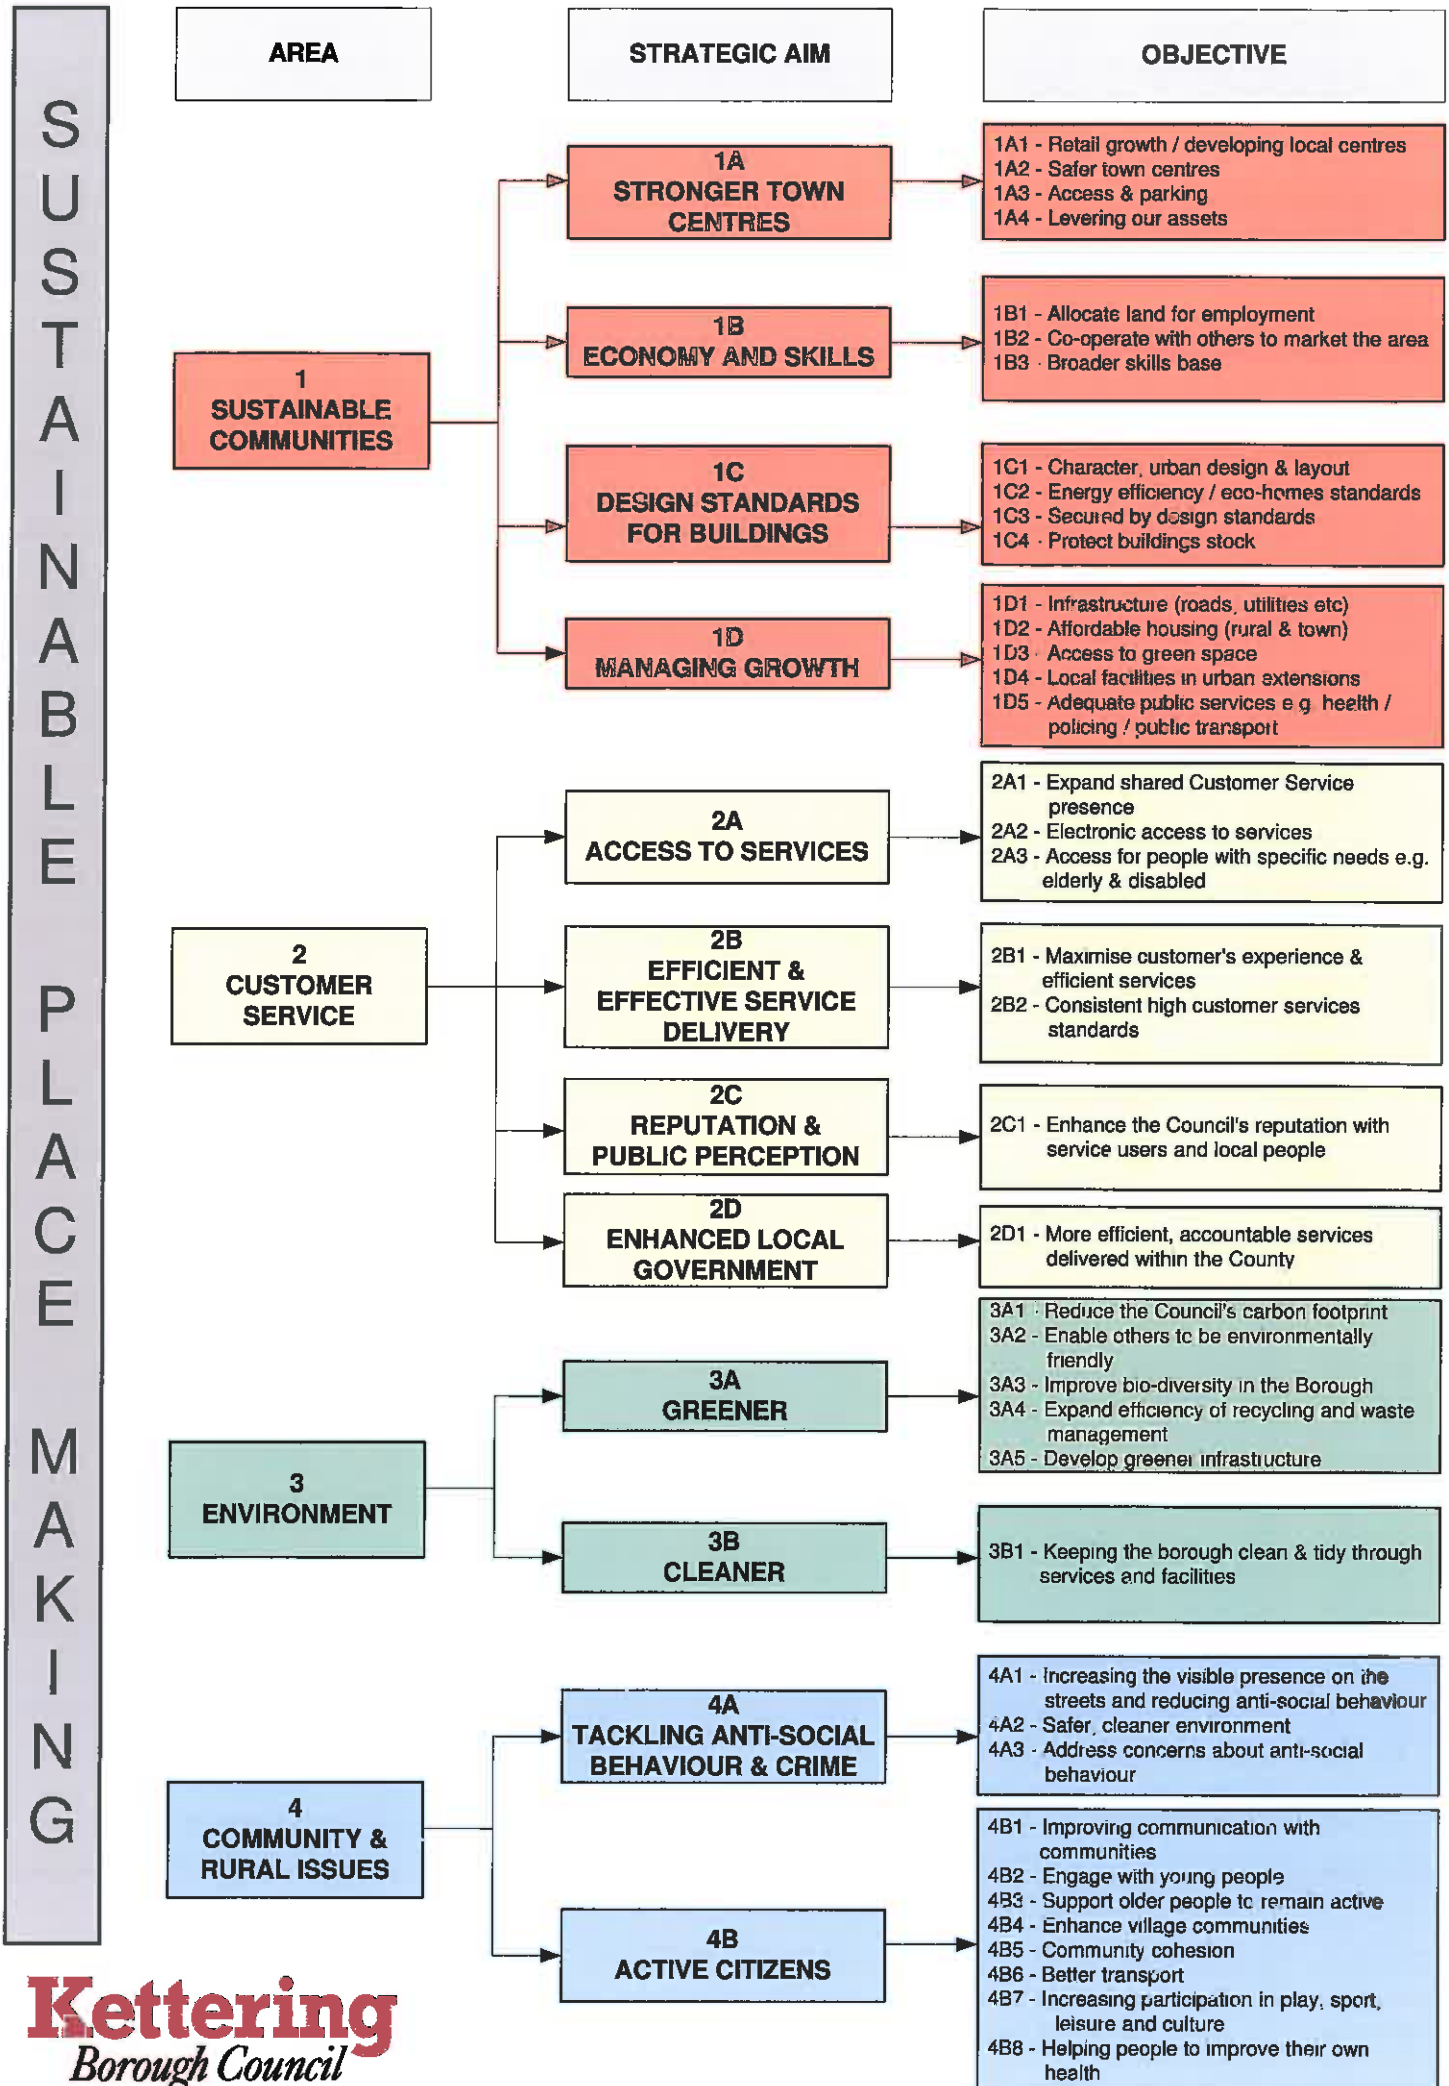 SUSTAINABLE PLACE MAKING
AREA
STRATEGIC AIM
OBJECTIVE
1
SUSTAINABLE
COMMUNITIES
1A
STRONGER TOWN
CENTRES
1A1 - Retail growth / developing local centres
1A2 - Safer town centres
1A3 - Access & parking
1A4 - Levering our assets
1B
ECONOMY AND SKILLS
1B1 - Allocate land for employment
1B2 - Co-operate with others to market the area
1B3 - Broader skills base
1C
DESIGN STANDARDS
FOR BUILDINGS
1C1 - Character, urban design & layout
1C2 - Energy efficiency / eco-homes standards
1C3 - Secured by design standards
1C4 - Protect buildings stock
1D
MANAGING GROWTH
1D1 - Infrastructure (roads, utilities etc)
1D2 - Affordable housing (rural & town)
1D3 - Access to green space
1D4 - Local facilities in urban extensions
1D5 - Adequate public services e.g. health /
policing / public transport
2
CUSTOMER
SERVICE
2A
ACCESS TO SERVICES
2A1 - Expand shared Customer Service
presence
2A2 - Electronic access to services
2A3 - Access for people with specific needs e.g.
elderly & disabled
2B
EFFICIENT &
EFFECTIVE SERVICE
DELIVERY
2B1 - Maximise customer's experience &
efficient services
2B2 - Consistent high customer services
standards
2C
REPUTATION &
PUBLIC PERCEPTION
2C1 - Enhance the Council's reputation with
service users and local people
2D
ENHANCED LOCAL
GOVERNMENT
2D1 - More efficient, accountable services
delivered within the County
3
ENVIRONMENT
3A
GREENER
3A1 - Reduce the Council's carbon footprint
3A2 - Enable others to be environmentally
friendly
3A3 - Improve bio-diversity in the Borough
3A4 - Expand efficiency of recycling and waste
management
3A5 - Develop greener infrastructure
3B
CLEANER
3B1 - Keeping the borough clean & tidy through
services and facilities
4
COMMUNITY &
RURAL ISSUES
4A
TACKLING ANTI-SOCIAL
BEHAVIOUR & CRIME
4A1 - Increasing the visible presence on the
streets and reducing anti-social behaviour
4A2 - Safer, cleaner environment
4A3 - Address concerns about anti-social
behaviour
4B
ACTIVE CITIZENS
4B1 - Improving communication with
communities
4B2 - Engage with young people
4B3 - Support older people to remain active
4B4 - Enhance village communities
4B5 - Community cohesion
4B6 - Better transport
4B7 - Increasing participation in play, sport,
leisure and culture
4B8 - Helping people to improve their own
health
Kettering
Borough Council